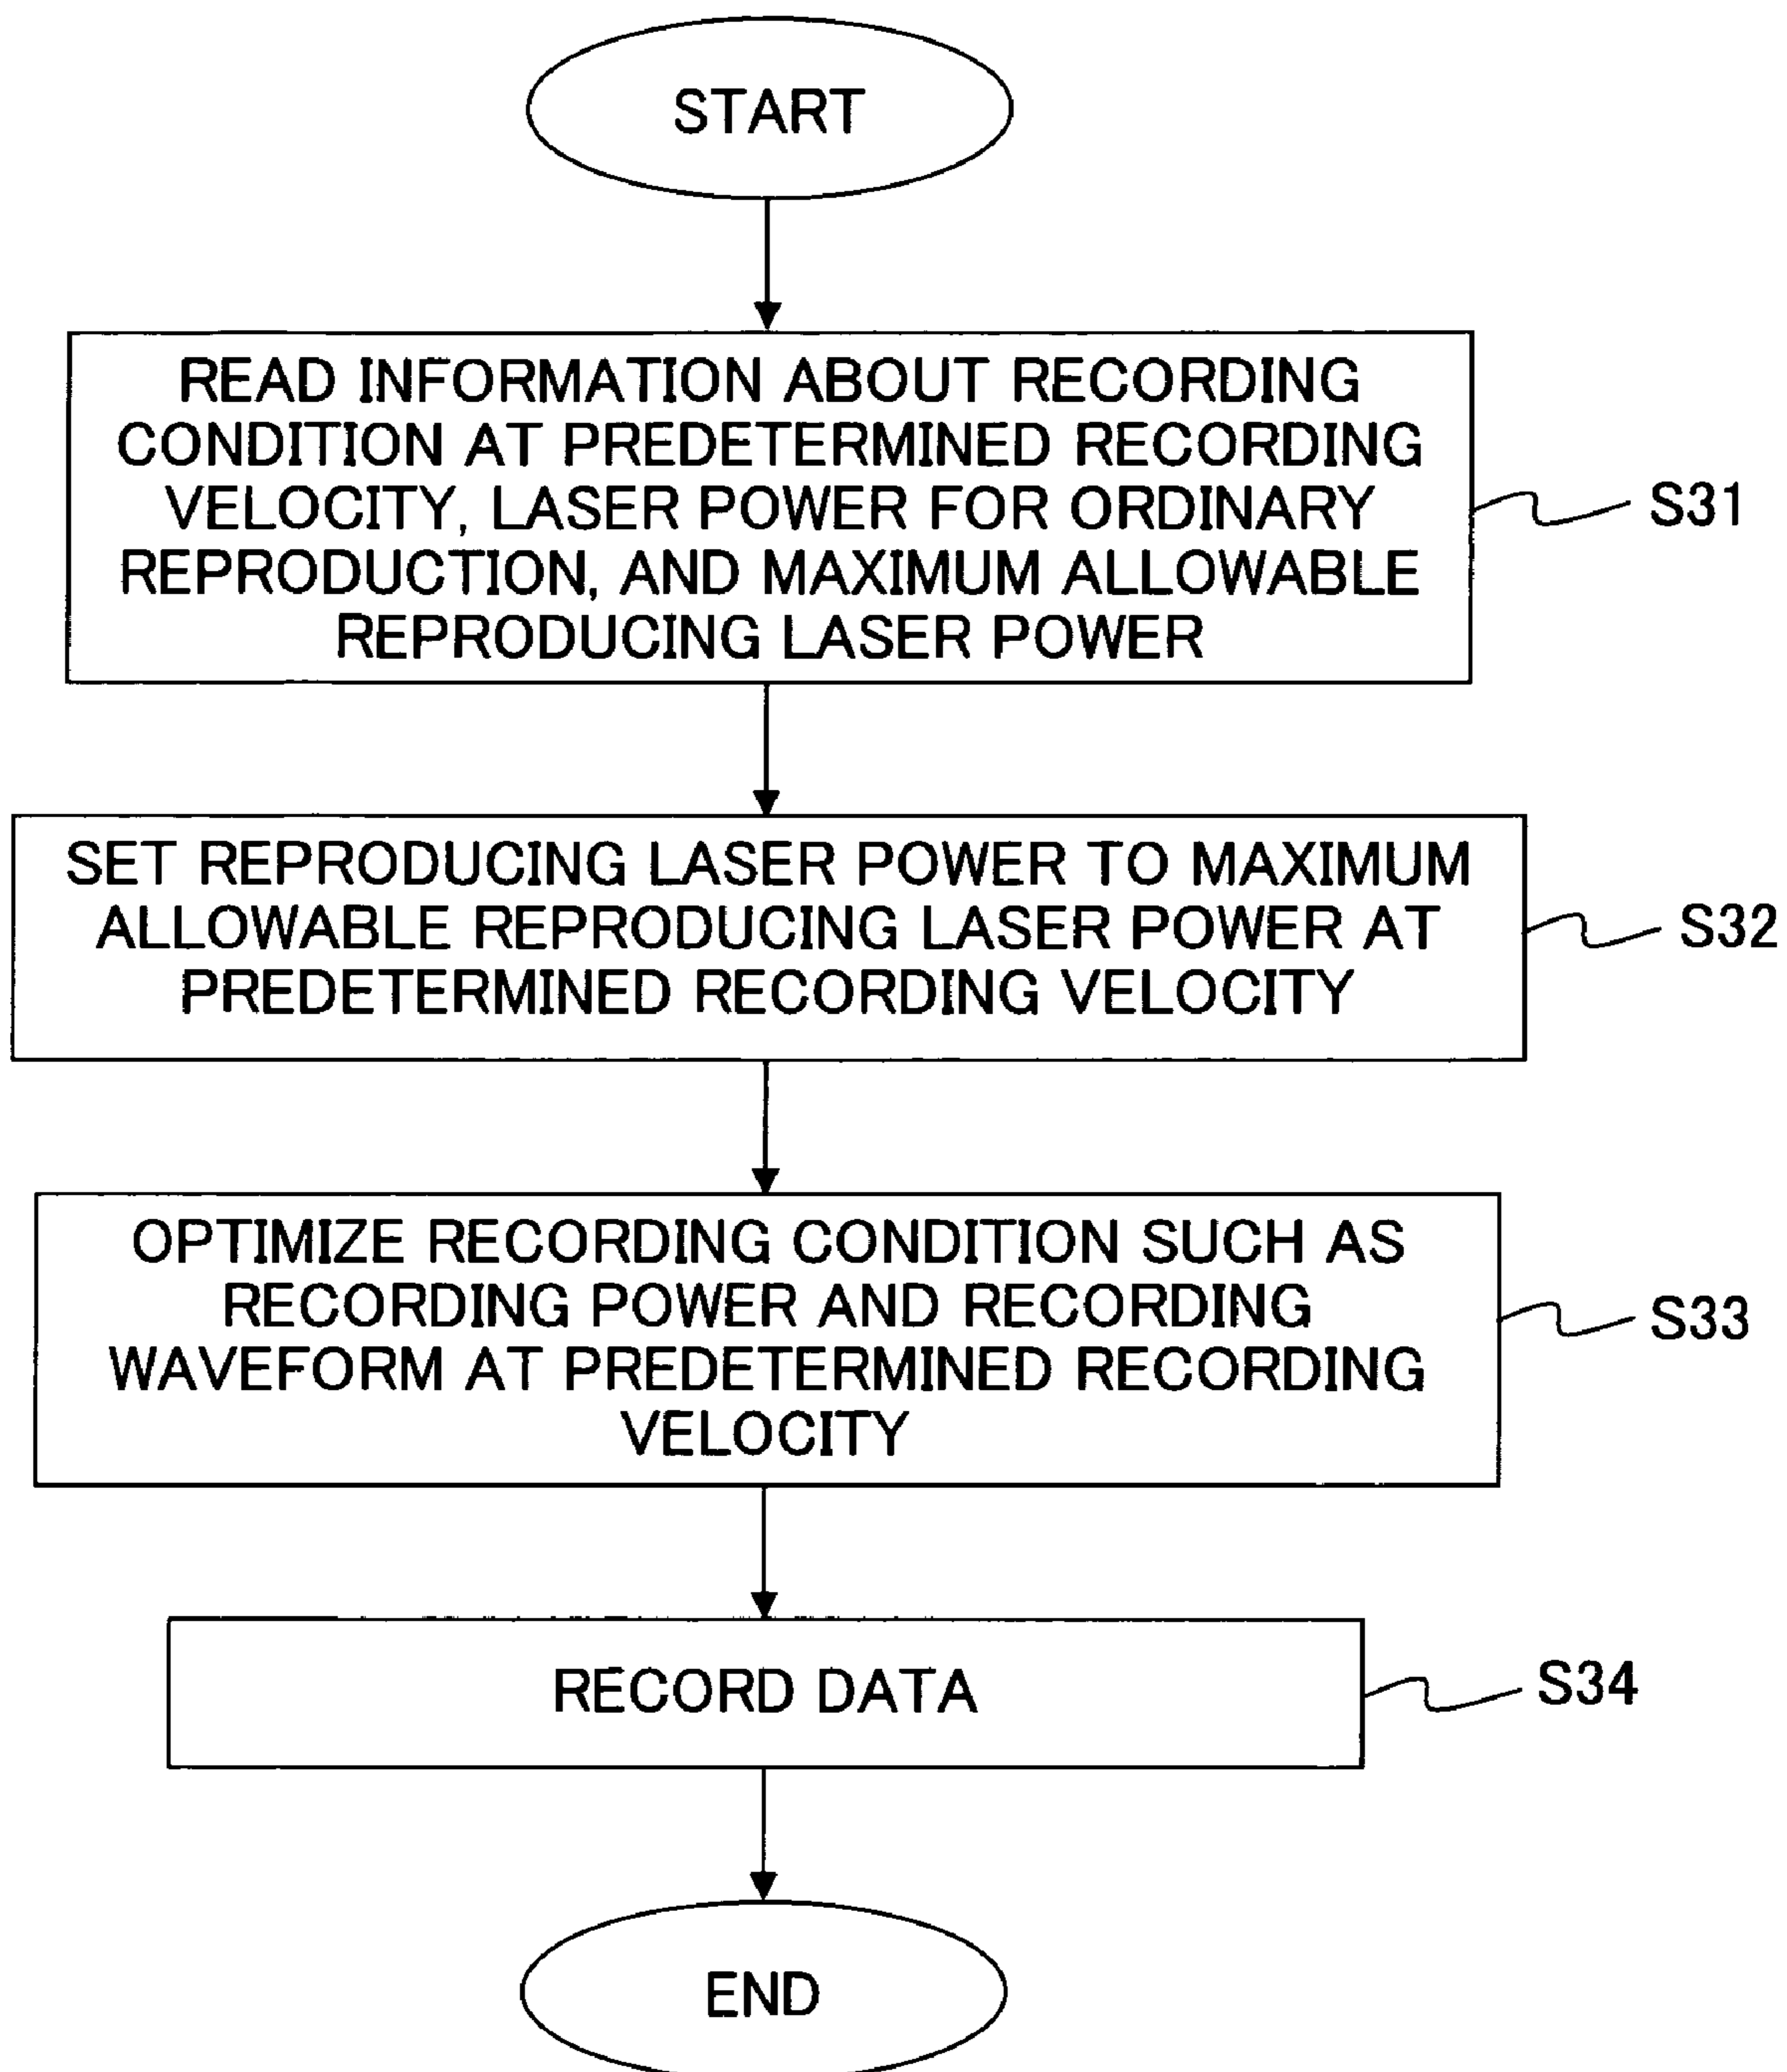 START
READ INFORMATION ABOUT RECORDING
CONDITION AT PREDETERMINED RECORDING
VELOCITY, LASER POWER FOR ORDINARY
REPRODUCTION, AND MAXIMUM ALLOWABLE
REPRODUCING LASER POWER
S31
SET REPRODUCING LASER POWER TO MAXIMUM
ALLOWABLE REPRODUCING LASER POWER AT
PREDETERMINED RECORDING VELOCITY
S32
OPTIMIZE RECORDING CONDITION SUCH AS
RECORDING POWER AND RECORDING
WAVEFORM AT PREDETERMINED RECORDING
VELOCITY
S33
RECORD DATA
S34
END